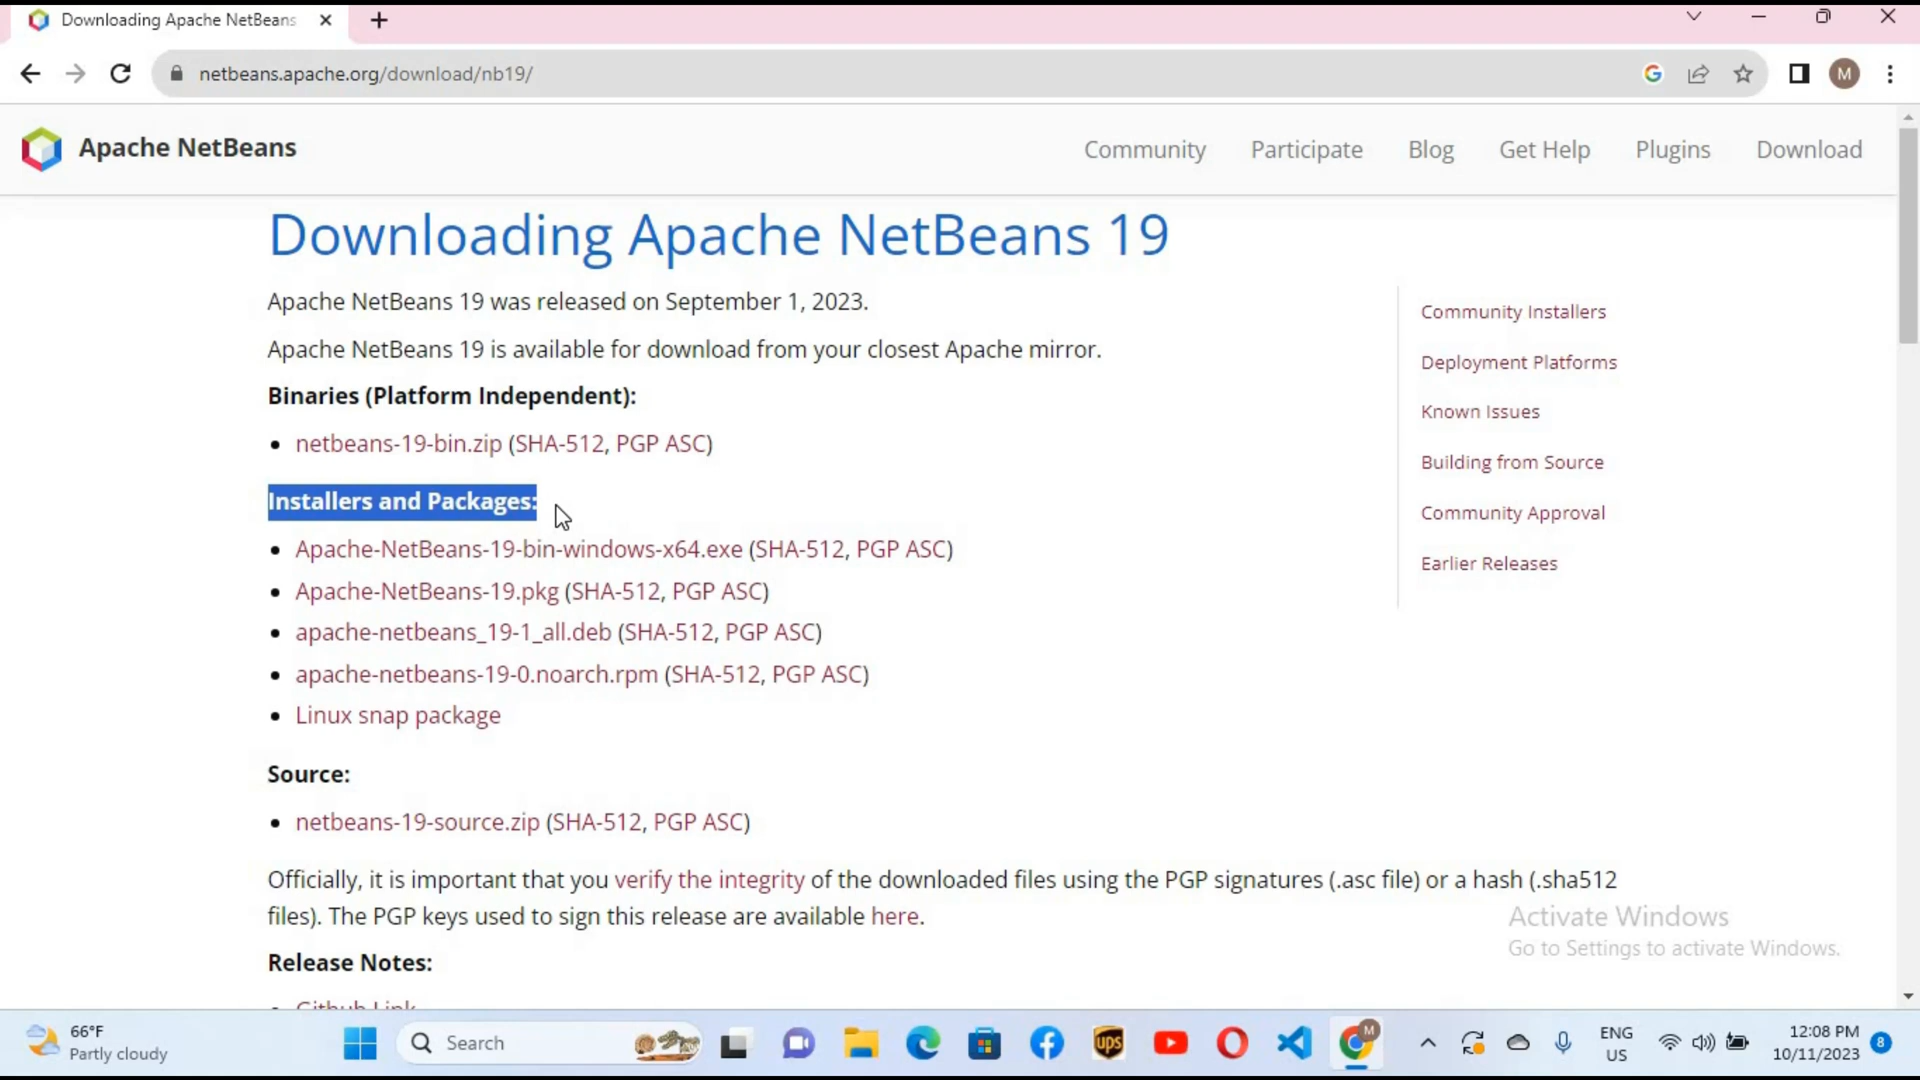 Downloading Apache NetBeans
netbeans.apache.org/download/nb19/
M
Apache NetBeans
Community Participate Blog Get Help Plugins Download
Downloading Apache NetBeans 19
Apache NetBeans 19 was released on September 1, 2023.
Apache NetBeans 19 is available for download from your closest Apache mirror.
Binaries (Platform Independent):
netbeans-19-bin.zip (SHA-512, PGP ASC)
Installers and Packages:
Apache-NetBeans-19-bin-windows-x64.exe (SHA-512, PGP ASC)
Apache-NetBeans-19.pkg (SHA-512, PGP ASC)
apache-netbeans_19-1_all.deb (SHA-512, PGP ASC)
apache-netbeans-19-0.noarch.rpm (SHA-512, PGP ASC)
Linux snap package
Source:
netbeans-19-source.zip (SHA-512, PGP ASC)
Officially, it is important that you verify the integrity of the downloaded files using the PGP signatures (.asc file) or a hash (.sha512
files). The PGP keys used to sign this release are available here.
Release Notes:
Github Link
Community Installers
Deployment Platforms
Known Issues
Building from Source
Community Approval
Earlier Releases
Activate Windows
Go to Settings to activate Windows.
66°F
Partly cloudy
Search
ups
M
ENG
US
12:08 PM
10/11/2023
8